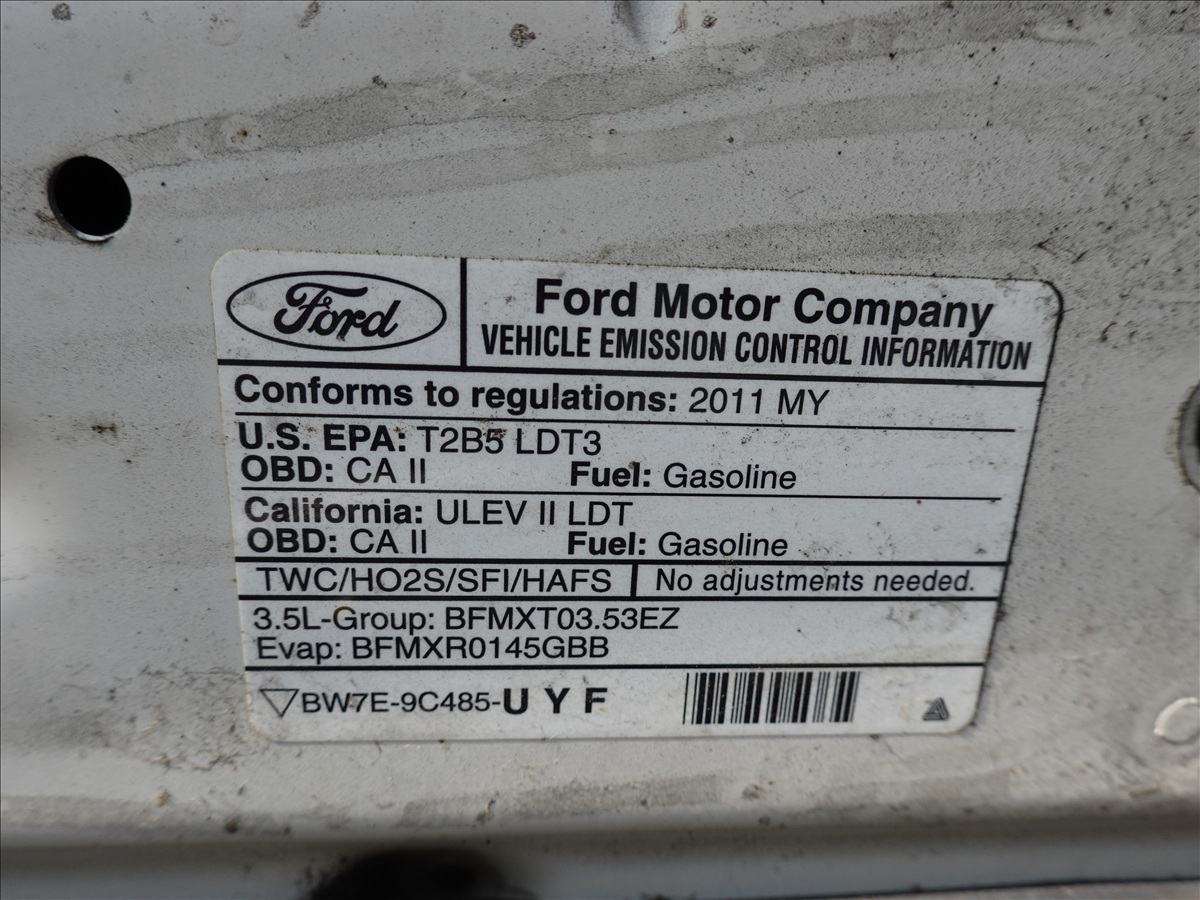 Ford
Ford Motor Company
VEHICLE EMISSION CONTROL INFORMATION
Conforms to regulations: 2011 MY
U.S. EPA: T2B5 LDT3
OBD: CA II Fuel: Gasoline
California: ULEV II LDT
OBD: CA II Fuel: Gasoline
TWC/HO2S/SFI/HAFS No adjustments needed.
3.5L-Group: BFMXT03.53EZ
Evap: BFMXR0145GBB
BW7E-9C485-U Y F